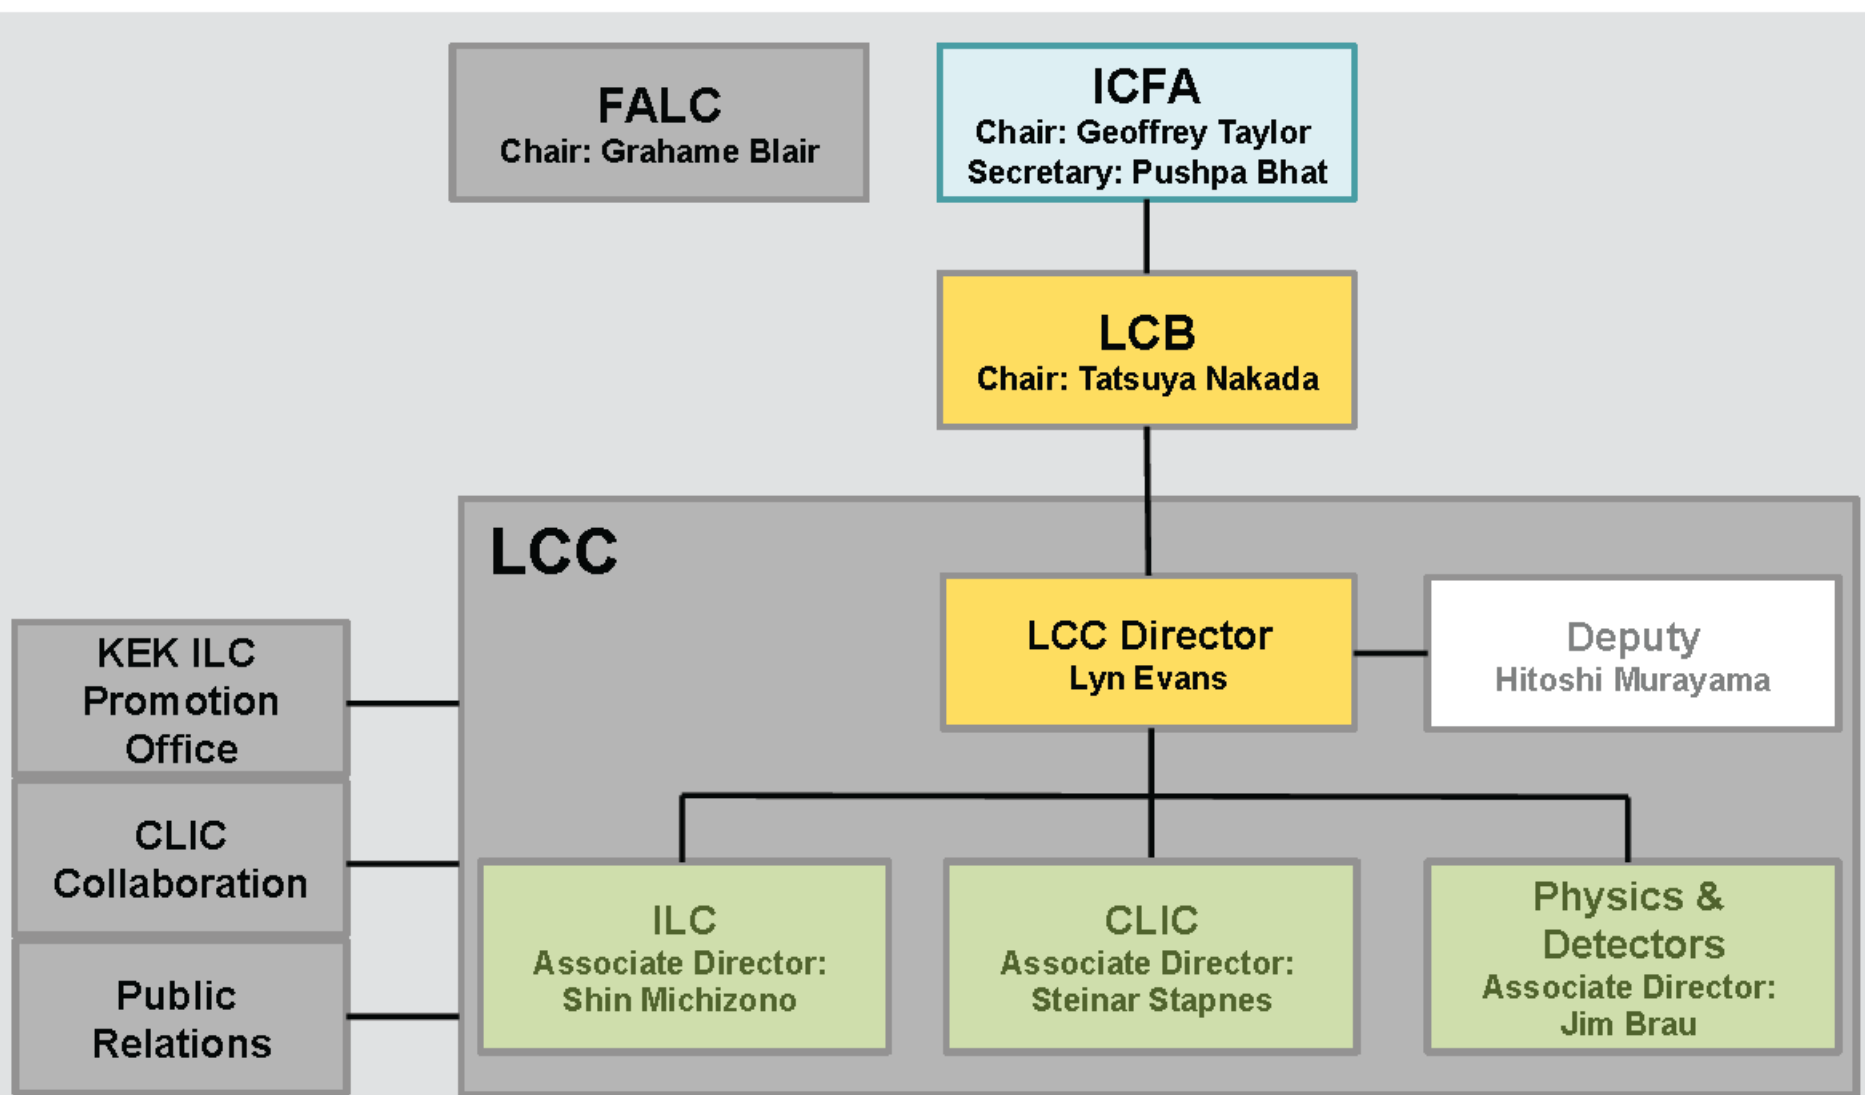 FALC
Chair: Grahame Blair
ICFA
Chair: Geoffrey Taylor
Secretary: Pushpa Bhat
LCB
Chair: Tatsuya Nakada
LCC
LCC Director
Lyn Evans
Deputy
Hitoshi Murayama
KEK ILC
Promotion
Office
CLIC
Collaboration
Public
Relations
ILC
Associate Director:
Shin Michizono
CLIC
Associate Director:
Steinar Stapnes
Physics &
Detectors
Associate Director:
Jim Brau